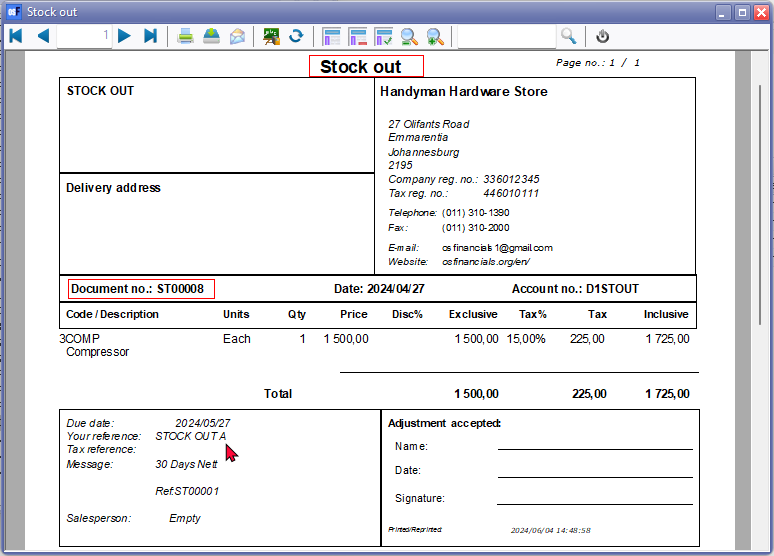 Stock out
1
Stock out
Page no.: 1 / 1
STOCK OUT
Handyman Hardware Store
27 Olifants Road
Emmarentia
Johannesburg
2195
Company reg. no.: 336012345
Tax reg. no.: 446010111
Delivery address
Telephone: (011) 310-1390
Fax: (011) 310-2000
E-mail: osfinancials1@gmail.com
Website: osfinancials.org/en/
Document no.: ST00008 Date: 2024/04/27 Account no.: D1STOUT
Code / Description Units Qty Price Disc% Exclusive Tax% Tax Inclusive
3COMP Each 1 1 500,00 1 500,00 15,00% 225,00 1 725,00
Compressor
Total 1 500,00 225,00 1 725,00
Due date: 2024/05/27
Your reference: STOCK OUT A
Tax reference:
Message: 30 Days Nett
Ref:ST00001
Salesperson: Empty
Adjustment accepted:
Name:
Date:
Signature:
Printed/Reprinted: 2024/06/04 14:48:58